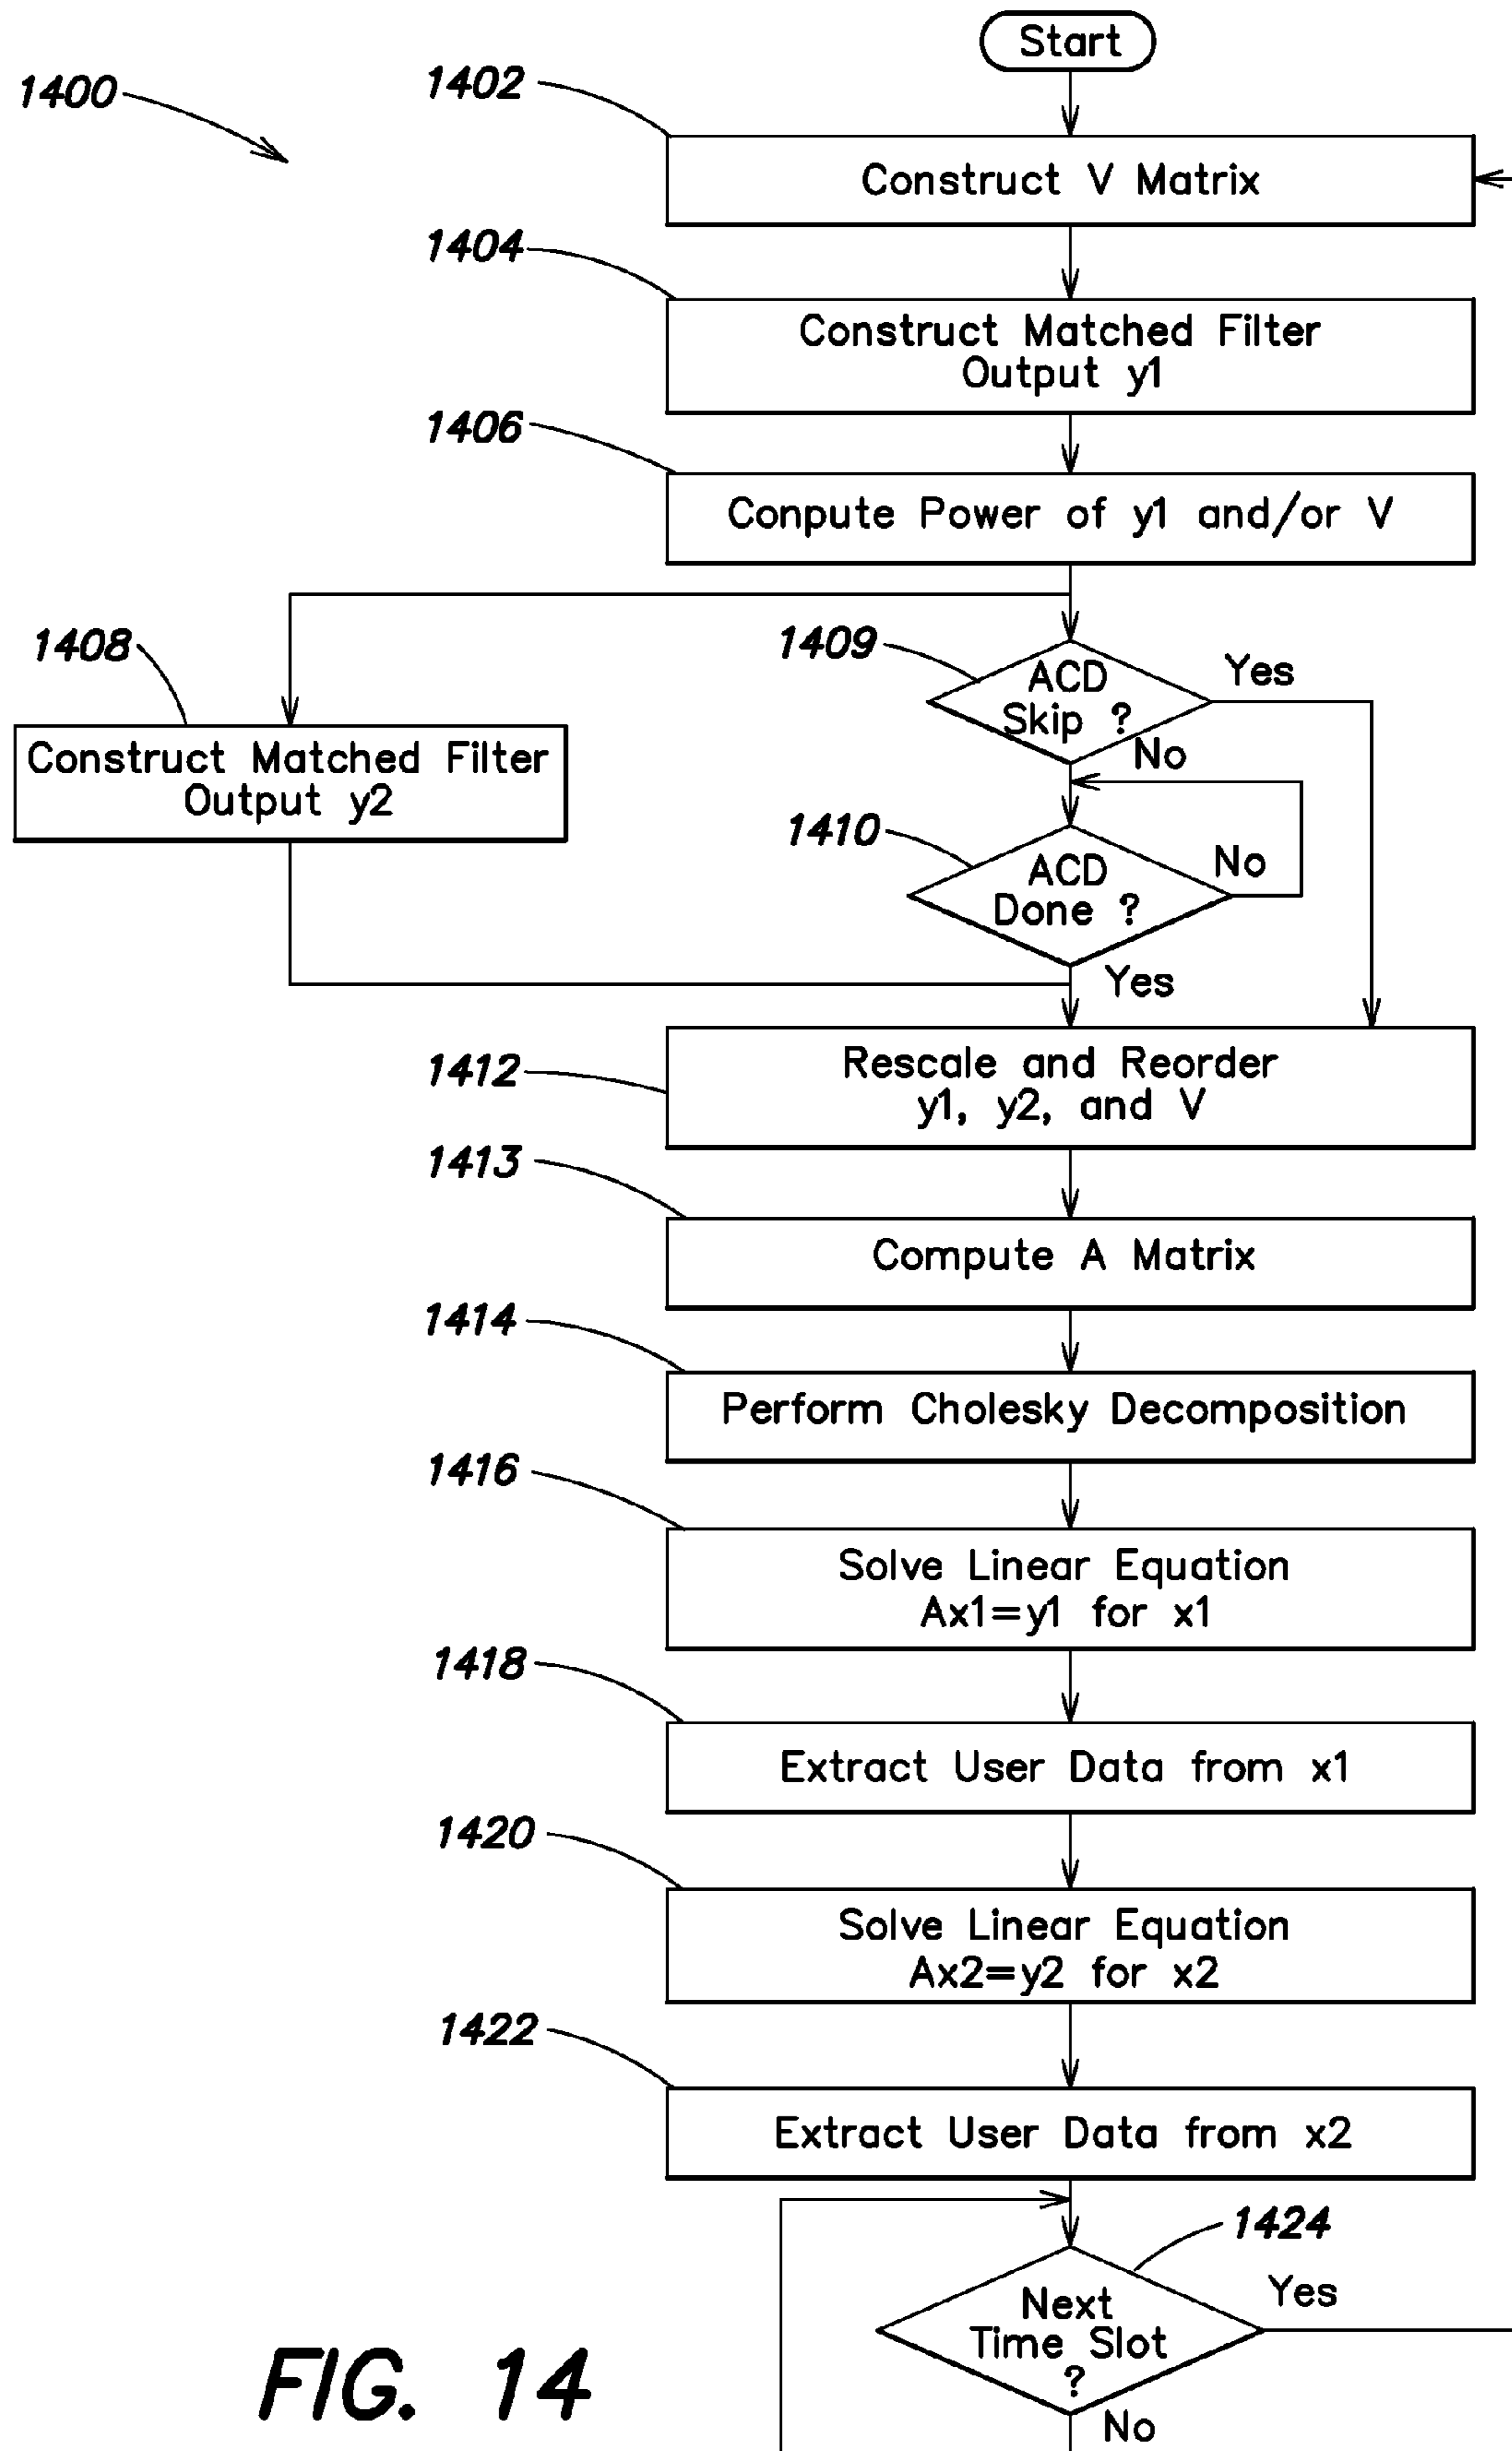 Start
1400
1402
Construct V Matrix
1404
Construct Matched Filter
Output y1
1406
Conpute Power of y1 and/or V
1408
Construct Matched Filter
Output y2
1409
ACD
Skip ?
Yes
No
1410
ACD
Done ?
No
Yes
1412
Rescale and Reorder
y1, y2, and V
1413
Compute A Matrix
1414
Perform Cholesky Decomposition
1416
Solve Linear Equation
Ax1=y1 for x1
1418
Extract User Data from x1
1420
Solve Linear Equation
Ax2=y2 for x2
1422
Extract User Data from x2
1424
Next
Time Slot
?
Yes
No
FIG. 14